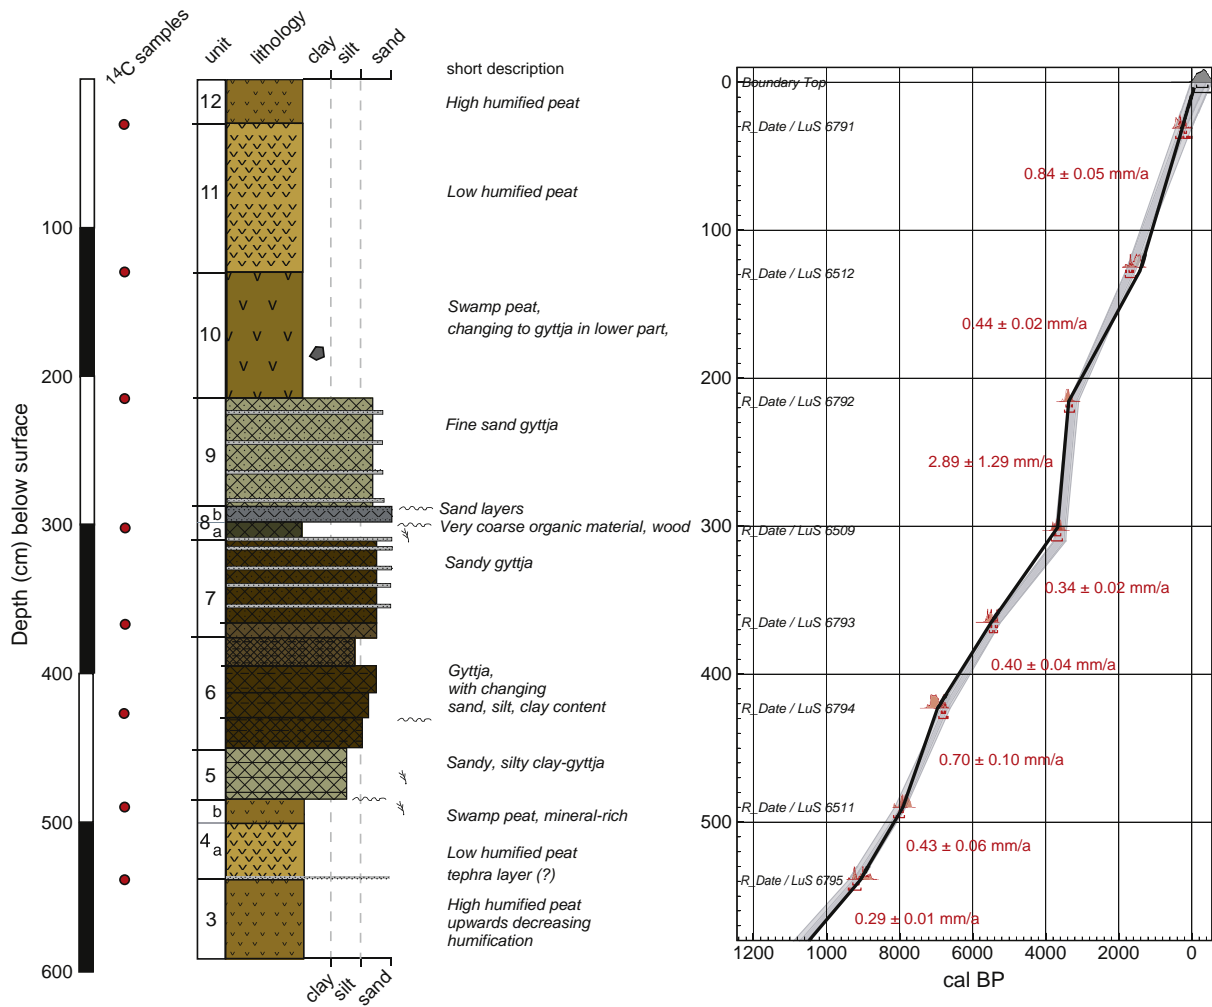 14C samples
unit
lithology
clay
silt
sand
short description
12
High humified peat
11
Low humified peat
10
Swamp peat,
changing to gyttja in lower part,
9
Fine sand gyttja
8
b
a
Sand layers
Very coarse organic material, wood
7
Sandy gyttja
6
Gyttja,
with changing
sand, silt, clay content
5
Sandy, silty clay-gyttja
4
b
a
Swamp peat, mineral-rich
Low humified peat
tephra layer (?)
3
High humified peat
upwards decreasing
humification
clay
silt
sand
Depth (cm) below surface
100
200
300
400
500
600
0
100
200
300
400
500
Boundary Top
R_Date / LuS 6791
R_Date / LuS 6512
R_Date / LuS 6792
R_Date / LuS 6509
R_Date / LuS 6793
R_Date / LuS 6794
R_Date / LuS 6511
R_Date / LuS 6795
0.84 ± 0.05 mm/a
0.44 ± 0.02 mm/a
2.89 ± 1.29 mm/a
0.34 ± 0.02 mm/a
0.40 ± 0.04 mm/a
0.70 ± 0.10 mm/a
0.43 ± 0.06 mm/a
0.29 ± 0.01 mm/a
1200
10000
8000
6000
4000
2000
0
cal BP